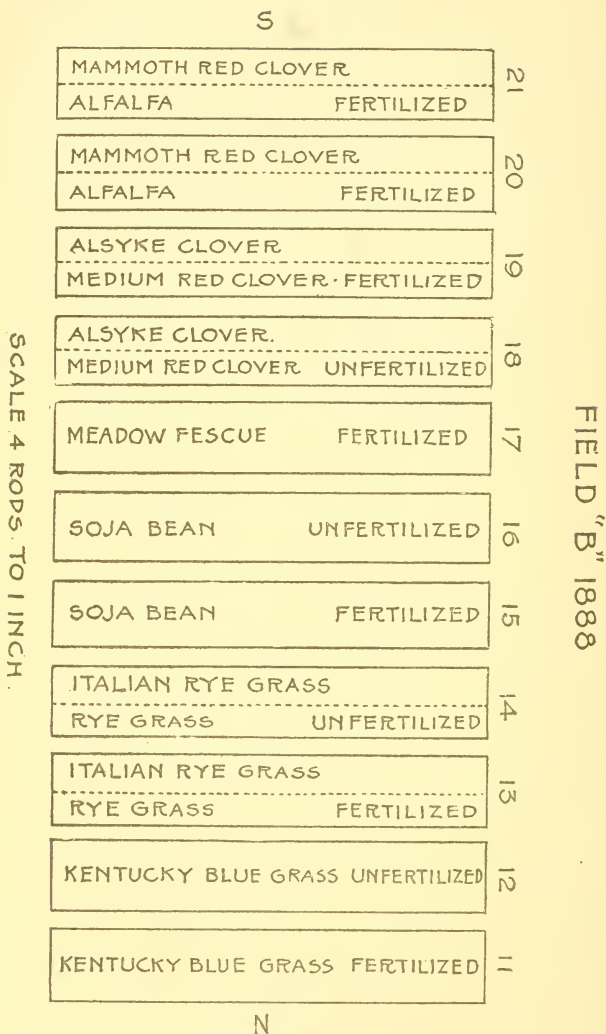 S
MAMMOTH RED CLOVER
ALFALFA FERTILIZED
21
MAMMOTH RED CLOVER
ALFALFA FERTILIZED
20
ALSYKE CLOVER
MEDIUM RED CLOVER · FERTILIZED
19
ALSYKE CLOVER.
MEDIUM RED CLOVER UNFERTILIZED
18
MEADOW FESCUE FERTILIZED
17
SOJA BEAN UNFERTILIZED
16
SOJA BEAN FERTILIZED
15
ITALIAN RYE GRASS
RYE GRASS UNFERTILIZED
14
ITALIAN RYE GRASS
RYE GRASS FERTILIZED
13
KENTUCKY BLUE GRASS UNFERTILIZED
12
KENTUCKY BLUE GRASS FERTILIZED
11
N
SCALE 4 RODS. TO 1 INCH.
FIELD "B" 1888